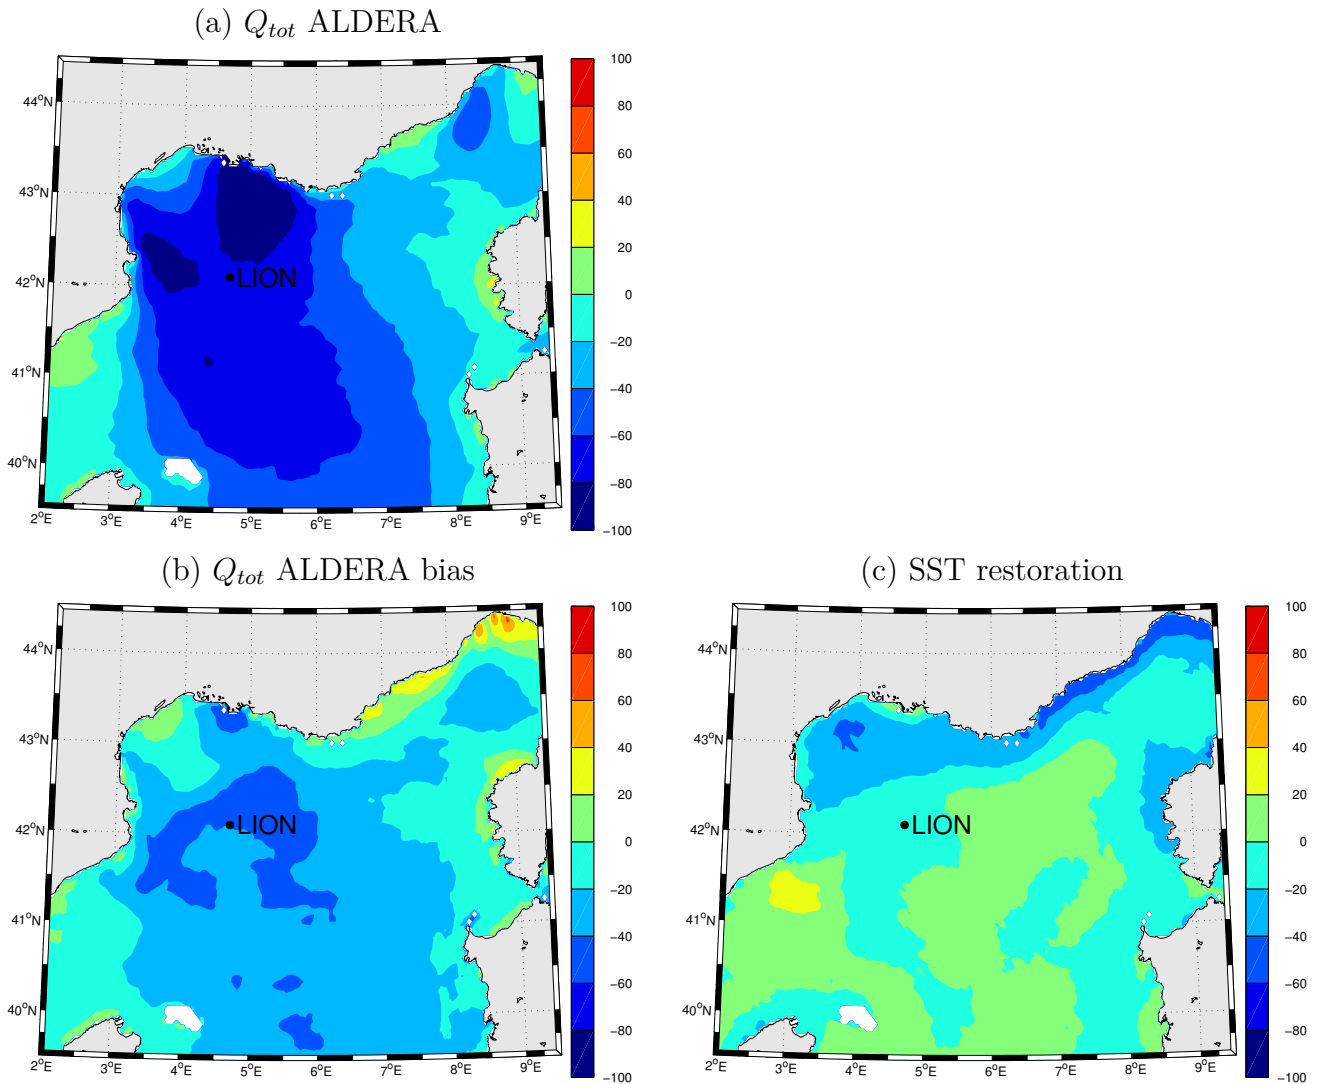 (a) Q_tot ALDERA
44°N
43°N
42°N
41°N
40°N
2°E 3°E 4°E 5°E 6°E 7°E 8°E 9°E
LION
100
80
60
40
20
0
−20
−40
−60
−80
−100
(b) Q_tot ALDERA bias
44°N
43°N
42°N
41°N
40°N
2°E 3°E 4°E 5°E 6°E 7°E 8°E 9°E
LION
100
80
60
40
20
0
−20
−40
−60
−80
−100
(c) SST restoration
44°N
43°N
42°N
41°N
40°N
2°E 3°E 4°E 5°E 6°E 7°E 8°E 9°E
LION
100
80
60
40
20
0
−20
−40
−60
−80
−100